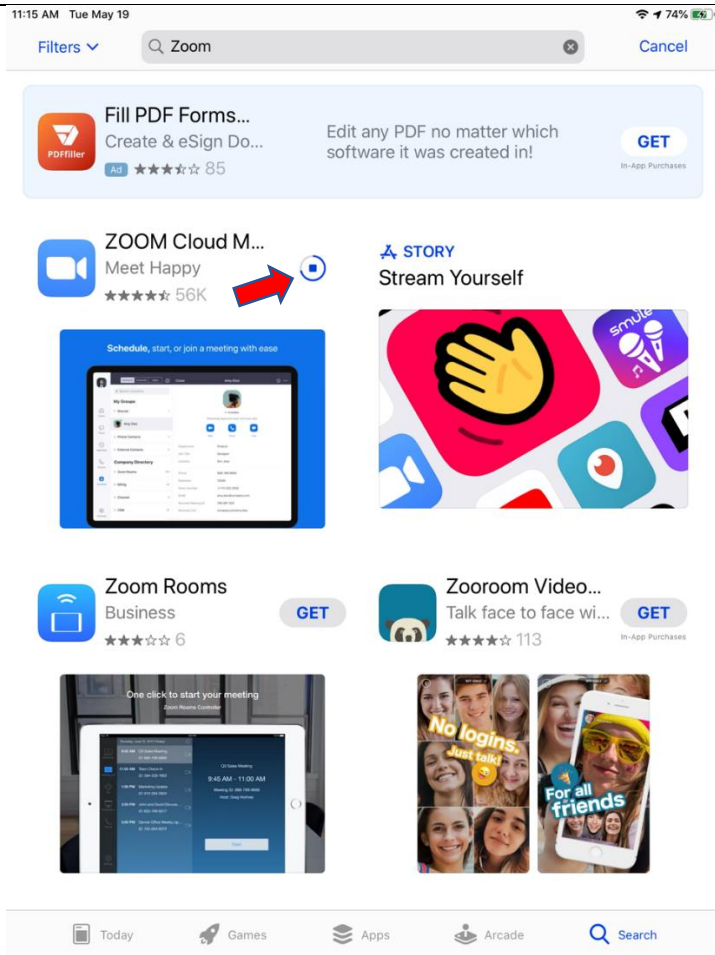 11:15 AM Tue May 19
74%
Filters
Zoom
Cancel
PDFfiller
Fill PDF Forms...
Create & eSign Do...
Ad 85
Edit any PDF no matter which
software it was created in!
GET
In-App Purchases
ZOOM Cloud M...
Meet Happy
56K
Schedule, start, or join a meeting with ease
My Groups
Company Directory
STORY
Stream Yourself
smule
Zoom Rooms
Business
6
GET
One click to start your meeting
Zoom Rooms Controller
9:45 AM - 11:00 AM
Zooroom Video...
Talk face to face wi...
113
GET
In-App Purchases
No logins.
Just talk!
For all
friends
Today
Games
Apps
Arcade
Search